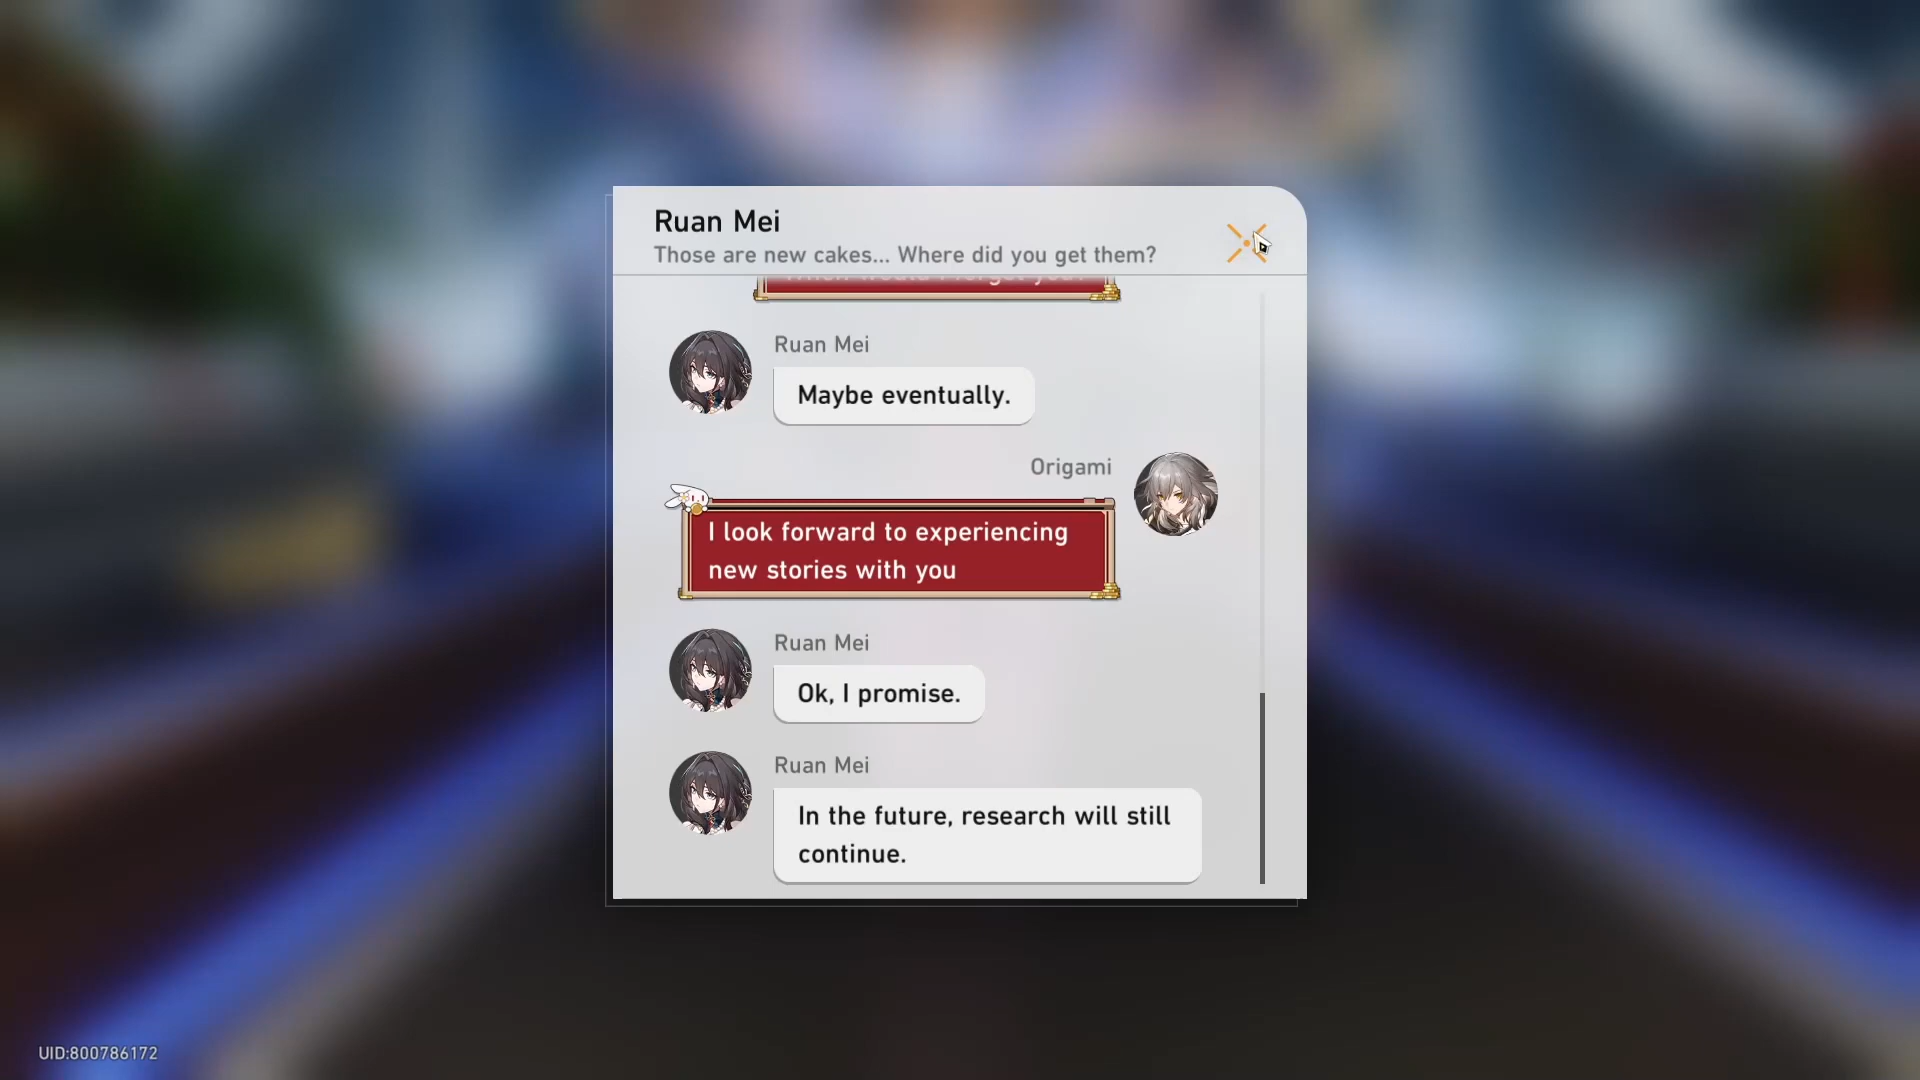 Ruan Mei
Those are new cakes... Where did you get them?
Ruan Mei
Maybe eventually.
Origami
I look forward to experiencing
new stories with you
Ruan Mei
Ok, I promise.
Ruan Mei
In the future, research will still
continue.
UID:800786172